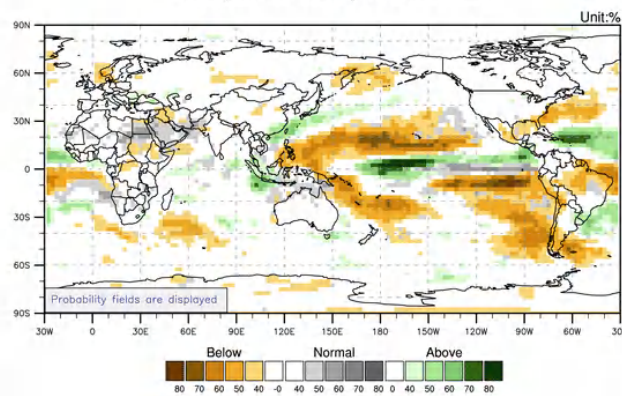 Unit:%
90N
60N
30N
0
30S
60S
90S
Probability fields are displayed
30W 0 30E 60E 90E 120E 150E 180 150W 120W 90W 60W 30W
Below Normal Above
80 70 60 50 40 -0 40 50 60 70 80 0 40 50 60 70 80